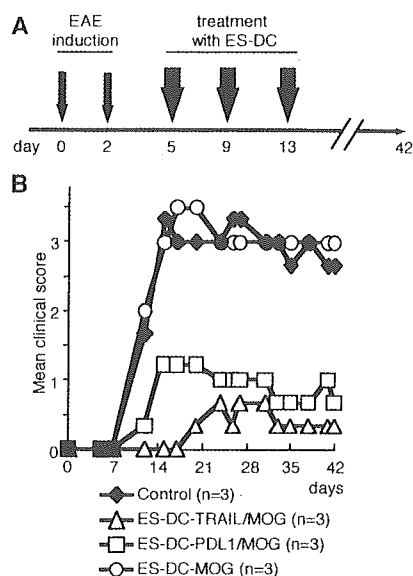 A
EAE
induction
treatment
with ES-DC
day 0 2 5 9 13 42
B
Mean clinical score
3
2
1
0
0 7 14 21 28 35 42
days
Control (n=3)
ES-DC-TRAIL/MOG (n=3)
ES-DC-PDL1/MOG (n=3)
ES-DC-MOG (n=3)